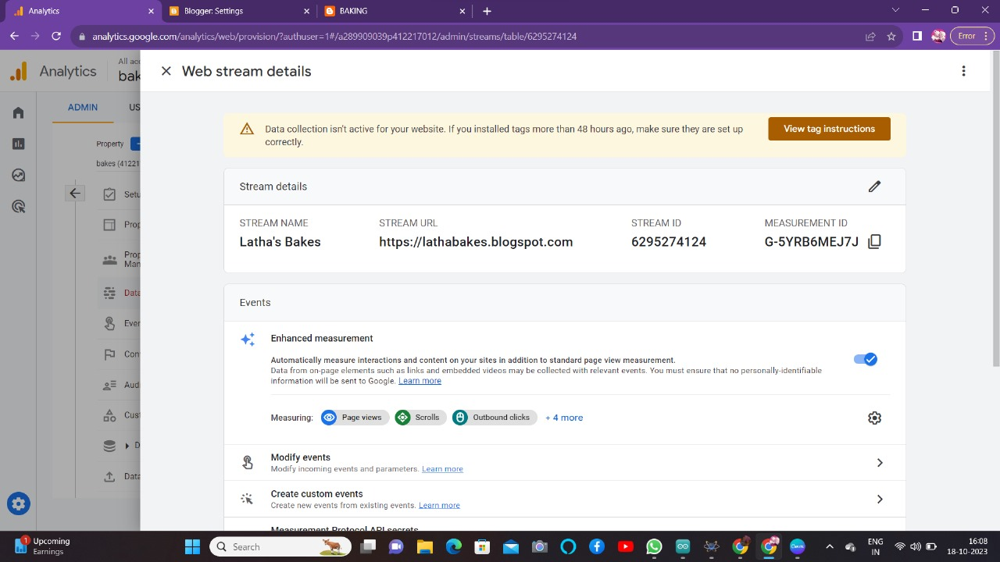 Analytics
Blogger: Settings
BAKING
analytics.google.com/analytics/web/provision/?authuser=1#/a289909039p412217012/admin/streams/table/6295274124
Error
Analytics
All acc
bak
Web stream details
ADMIN
US
Property
bakes (41221
Setu
Prop
Prop
Man
Data
Ever
Con
Audi
Cust
D
Data
Data collection isn't active for your website. If you installed tags more than 48 hours ago, make sure they are set up
correctly.
View tag instructions
Stream details
STREAM NAME STREAM URL STREAM ID MEASUREMENT ID
Latha's Bakes https://lathabakes.blogspot.com 6295274124 G-5YRB6MEJ7J
Events
Enhanced measurement
Automatically measure interactions and content on your sites in addition to standard page view measurement.
Data from on-page elements such as links and embedded videos may be collected with relevant events. You must ensure that no personally-identifiable
information will be sent to Google. Learn more
Measuring: Page views Scrolls Outbound clicks + 4 more
Modify events
Modify incoming events and parameters. Learn more
Create custom events
Create new events from existing events. Learn more
Measurement Protocol API secrets
1
Upcoming
Earnings
Search
ENG
IN
16:08
18-10-2023